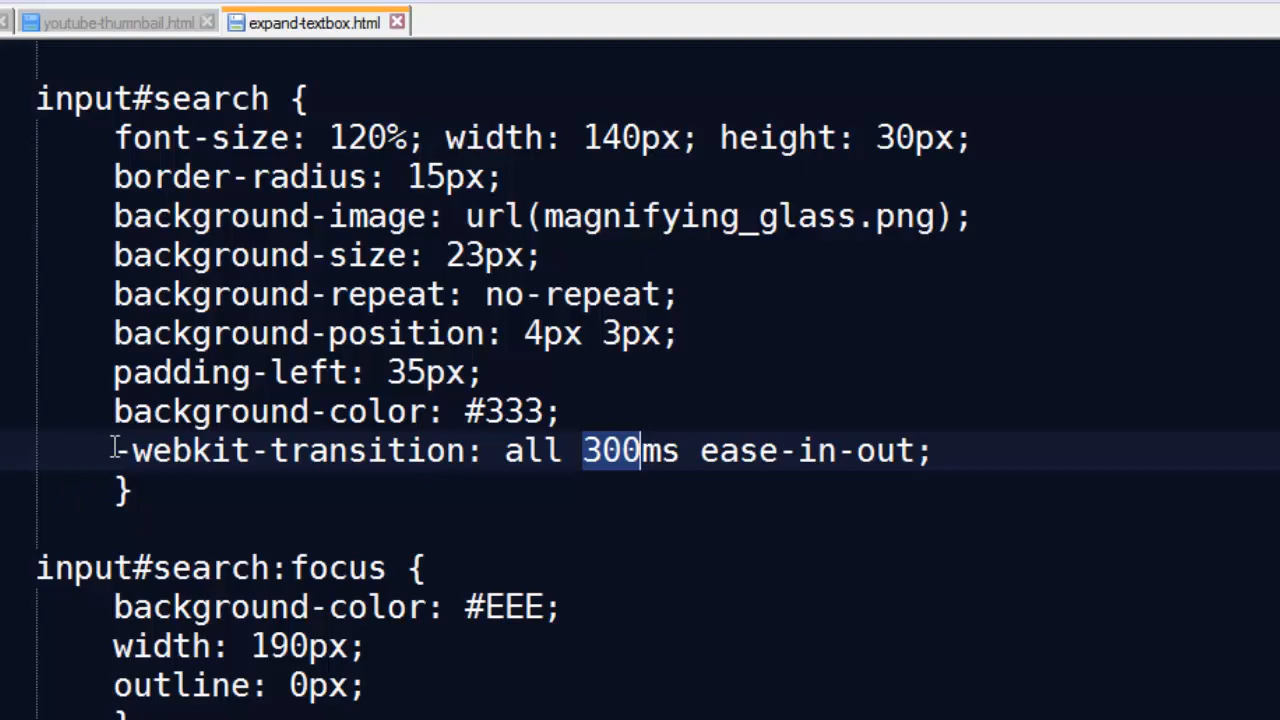 youtube-thumnbail.html expand-textbox.html
input#search {
font-size: 120%; width: 140px; height: 30px;
border-radius: 15px;
background-image: url(magnifying_glass.png);
background-size: 23px;
background-repeat: no-repeat;
background-position: 4px 3px;
padding-left: 35px;
background-color: #333;
-webkit-transition: all 300ms ease-in-out;
}
input#search:focus {
background-color: #EEE;
width: 190px;
outline: 0px;
}